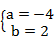 a = −4
b = 2